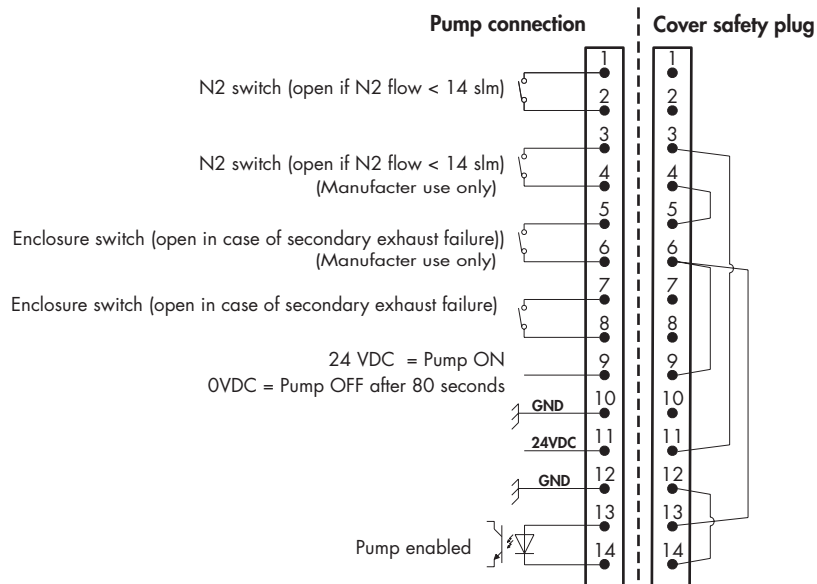 Pump connection
Cover safety plug
N2 switch (open if N2 flow < 14 slm)
N2 switch (open if N2 flow < 14 slm)
(Manufacter use only)
Enclosure switch (open in case of secondary exhaust failure))
(Manufacter use only)
Enclosure switch (open in case of secondary exhaust failure)
24 VDC = Pump ON
0VDC = Pump OFF after 80 seconds
GND
24VDC
GND
Pump enabled
1
2
3
4
5
6
7
8
9
10
11
12
13
14
1
2
3
4
5
6
7
8
9
10
11
12
13
14